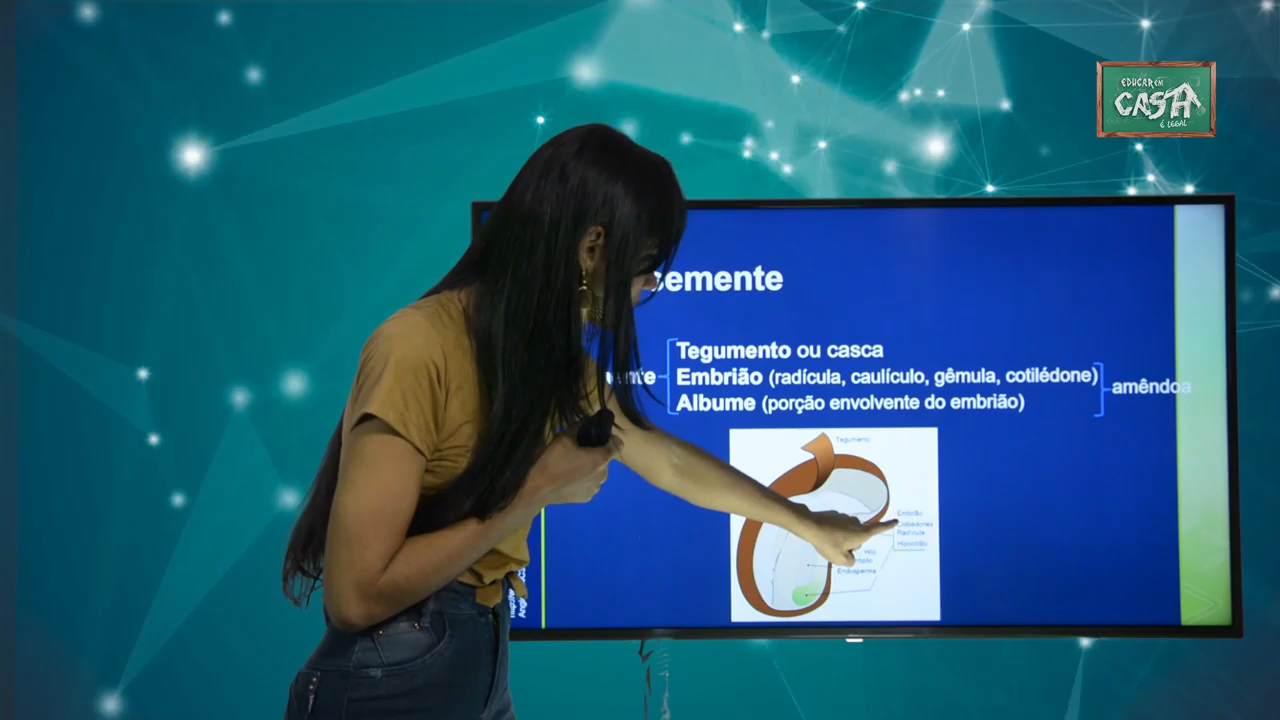 EDUCAR EM
CASA
É LEGAL
semente
Tegumento ou casca
Embrião (radícula, caulículo, gêmula, cotilédone)
amêndoa
Albume (porção envolvente do embrião)
Tegumento
Embrião
Cotilédones
Radícula
Hipocótilo
Hilo
Endosperma